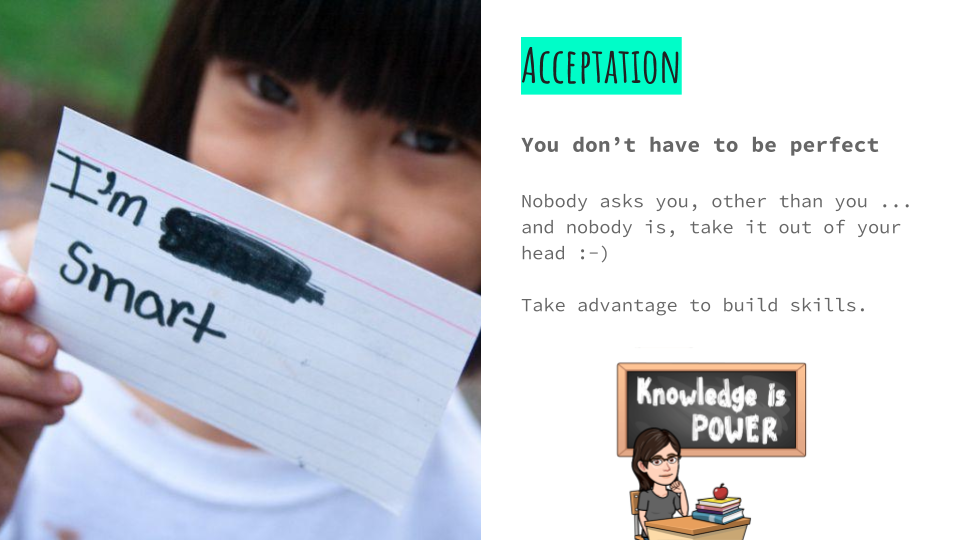 I'm
Smart
Acceptation
You don’t have to be perfect
Nobody asks you, other than you ...
and nobody is, take it out of your
head :-)
Take advantage to build skills.
Knowledge is
POWER